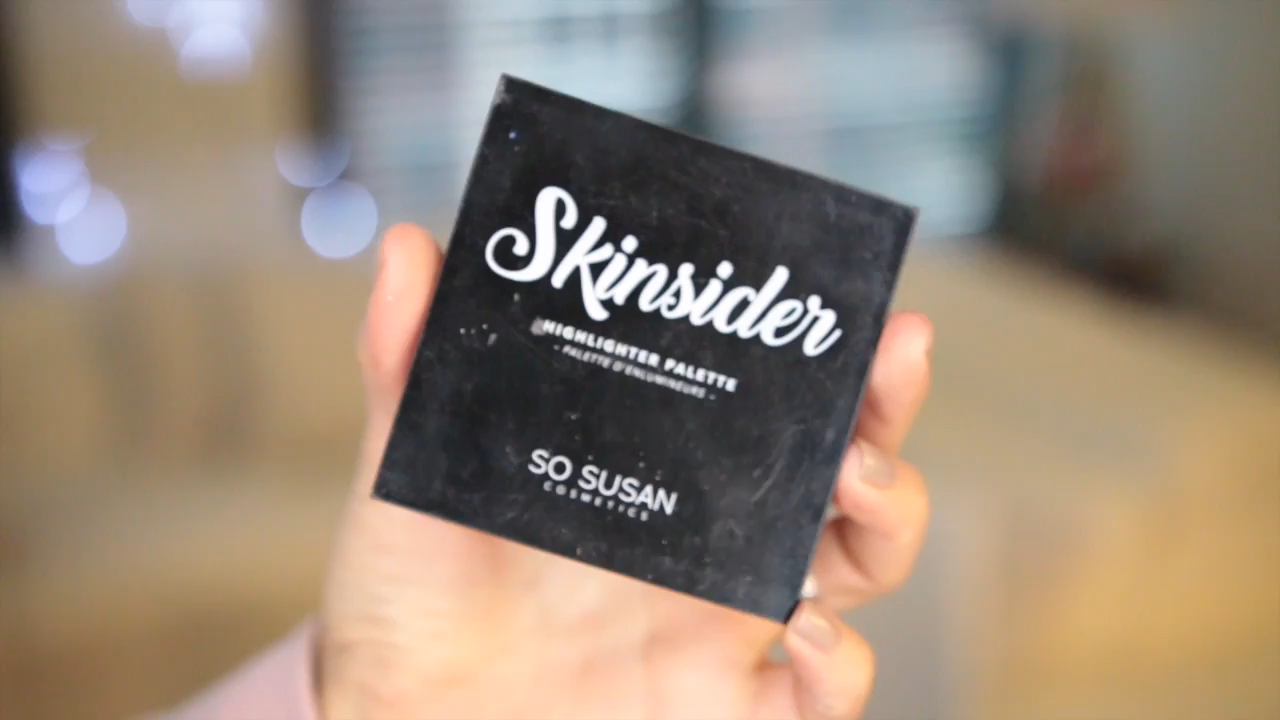 Skinsider
HIGHLIGHTER PALETTE
- PALETTE D'ENLUMINEURS -
SO SUSAN
COSMETICS